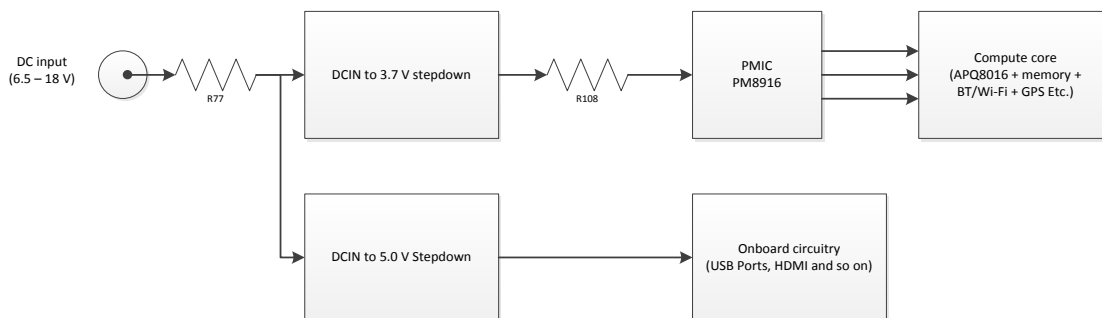 DC input
(6.5 – 18 V)
R77
DCIN to 3.7 V stepdown
R108
PMIC
PM8916
Compute core
(APQ8016 + memory +
BT/Wi-Fi + GPS Etc.)
DCIN to 5.0 V Stepdown
Onboard circuitry
(USB Ports, HDMI and so on)